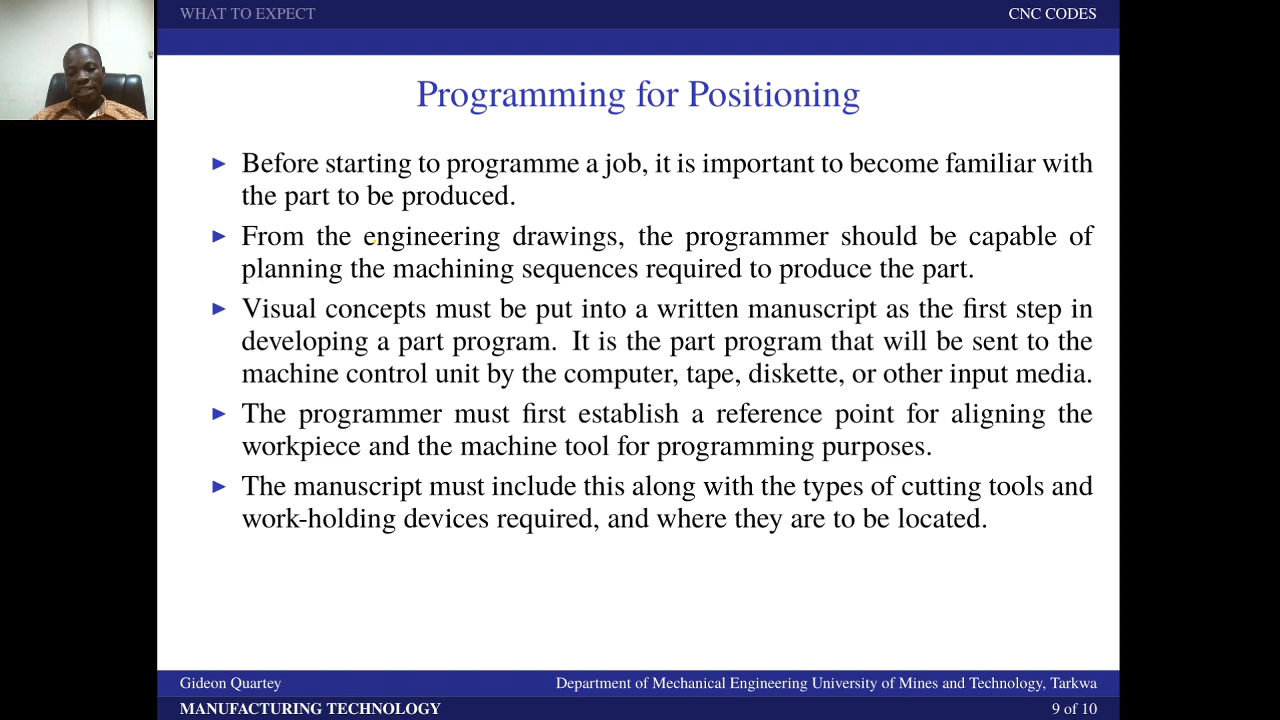 WHAT TO EXPECT
CNC CODES
Programming for Positioning
Before starting to programme a job, it is important to become familiar with
the part to be produced.
From the engineering drawings, the programmer should be capable of
planning the machining sequences required to produce the part.
Visual concepts must be put into a written manuscript as the first step in
developing a part program. It is the part program that will be sent to the
machine control unit by the computer, tape, diskette, or other input media.
The programmer must first establish a reference point for aligning the
workpiece and the machine tool for programming purposes.
The manuscript must include this along with the types of cutting tools and
work-holding devices required, and where they are to be located.
Gideon Quartey
Department of Mechanical Engineering University of Mines and Technology, Tarkwa
MANUFACTURING TECHNOLOGY
9 of 10